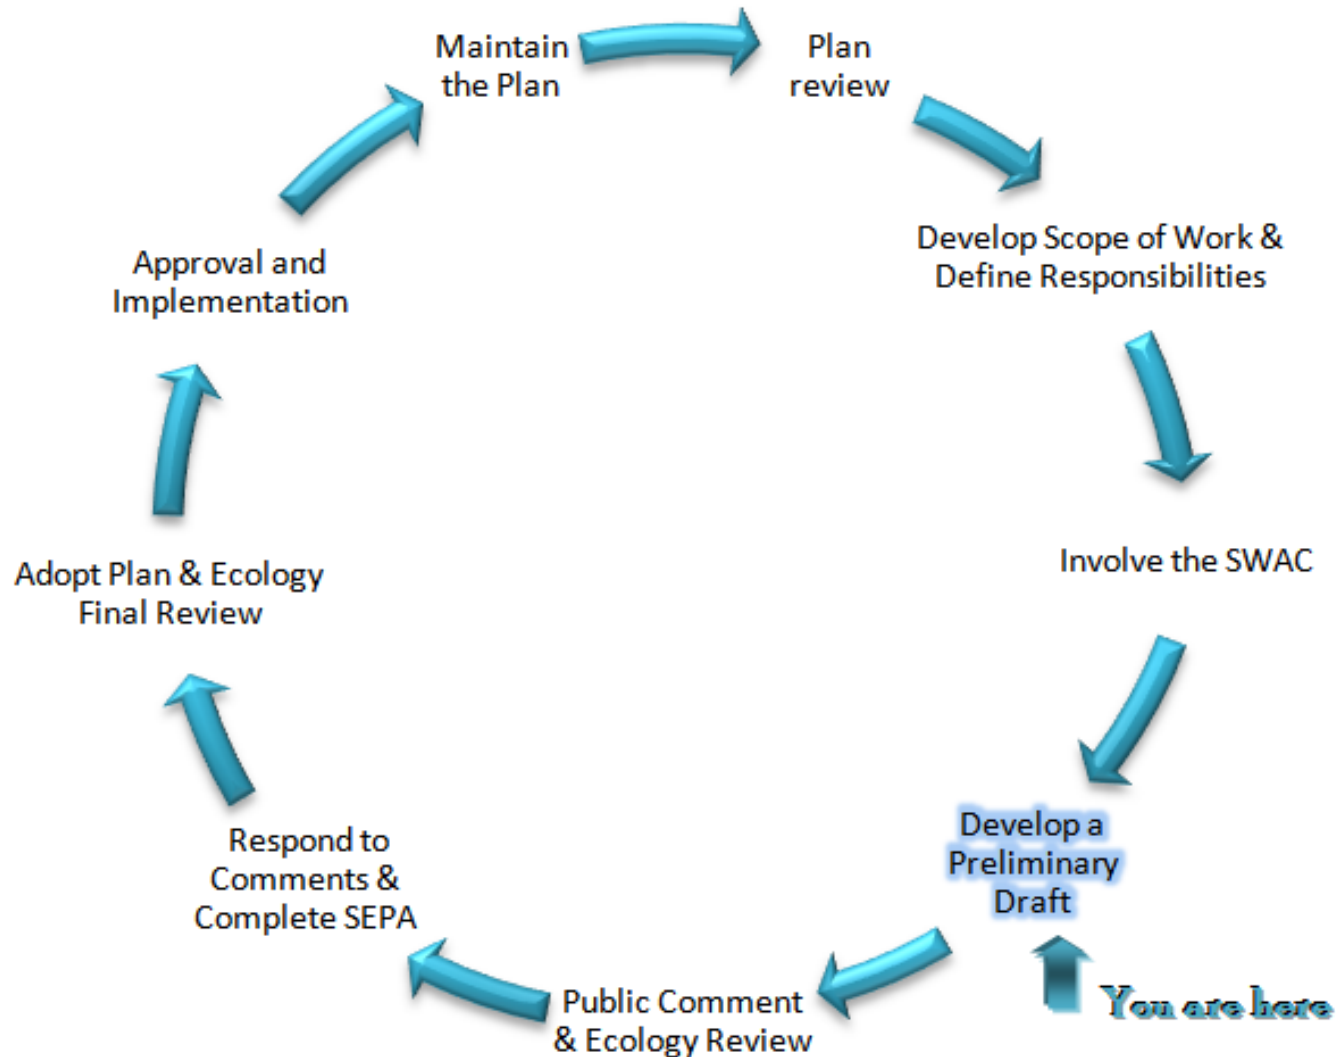 Maintain
the Plan
Plan
review
Develop Scope of Work &
Define Responsibilities
Involve the SWAC
Develop a
Preliminary
Draft
You are here
Public Comment
& Ecology Review
Respond to
Comments &
Complete SEPA
Adopt Plan & Ecology
Final Review
Approval and
Implementation